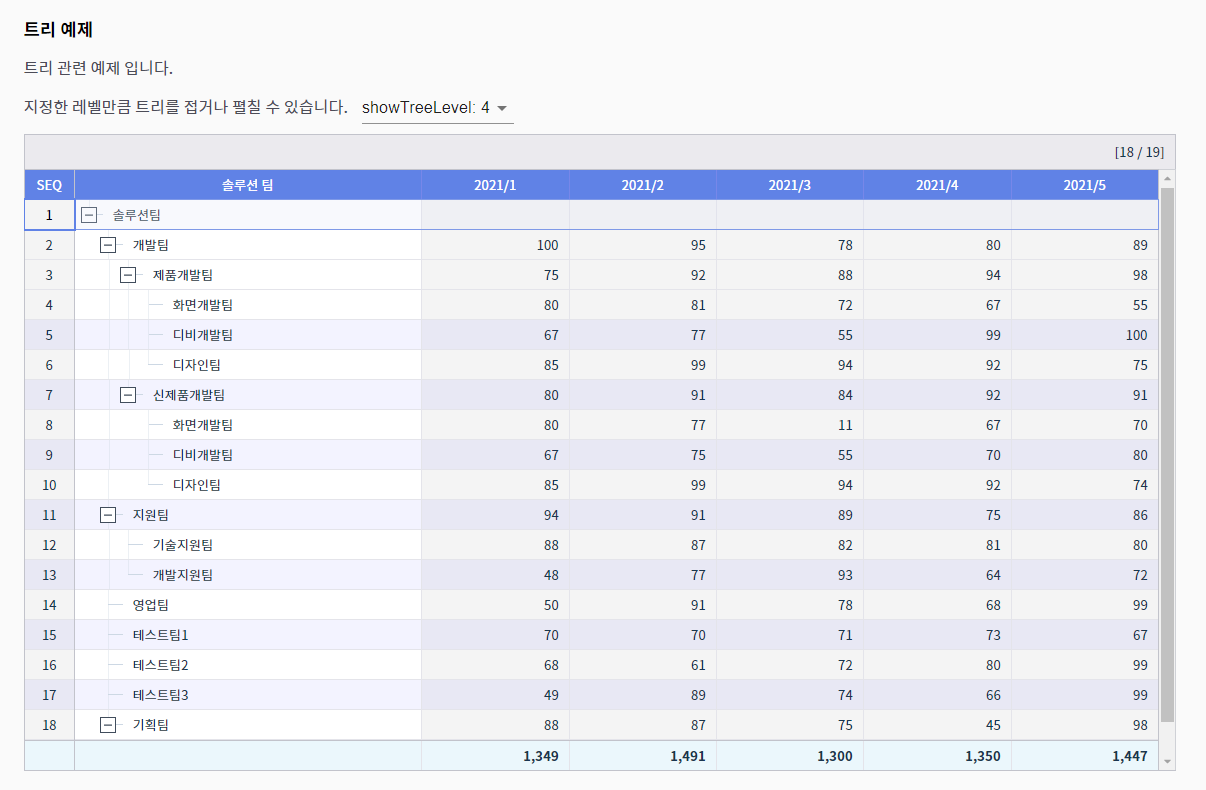 트리 예제
트리 관련 예제 입니다.
지정한 레벨만큼 트리를 접거나 펼칠 수 있습니다. showTreeLevel: 4
[18 / 19]
SEQ 솔루션 팀 2021/1 2021/2 2021/3 2021/4 2021/5
1 솔루션팀
2 개발팀 100 95 78 80 89
3 제품개발팀 75 92 88 94 98
4 화면개발팀 80 81 72 67 55
5 디비개발팀 67 77 55 99 100
6 디자인팀 85 99 94 92 75
7 신제품개발팀 80 91 84 92 91
8 화면개발팀 80 77 11 67 70
9 디비개발팀 67 75 55 70 80
10 디자인팀 85 99 94 92 74
11 지원팀 94 91 89 75 86
12 기술지원팀 88 87 82 81 80
13 개발지원팀 48 77 93 64 72
14 영업팀 50 91 78 68 99
15 테스트팀1 70 70 71 73 67
16 테스트팀2 68 61 72 80 99
17 테스트팀3 49 89 74 66 99
18 기획팀 88 87 75 45 98
1,349 1,491 1,300 1,350 1,447